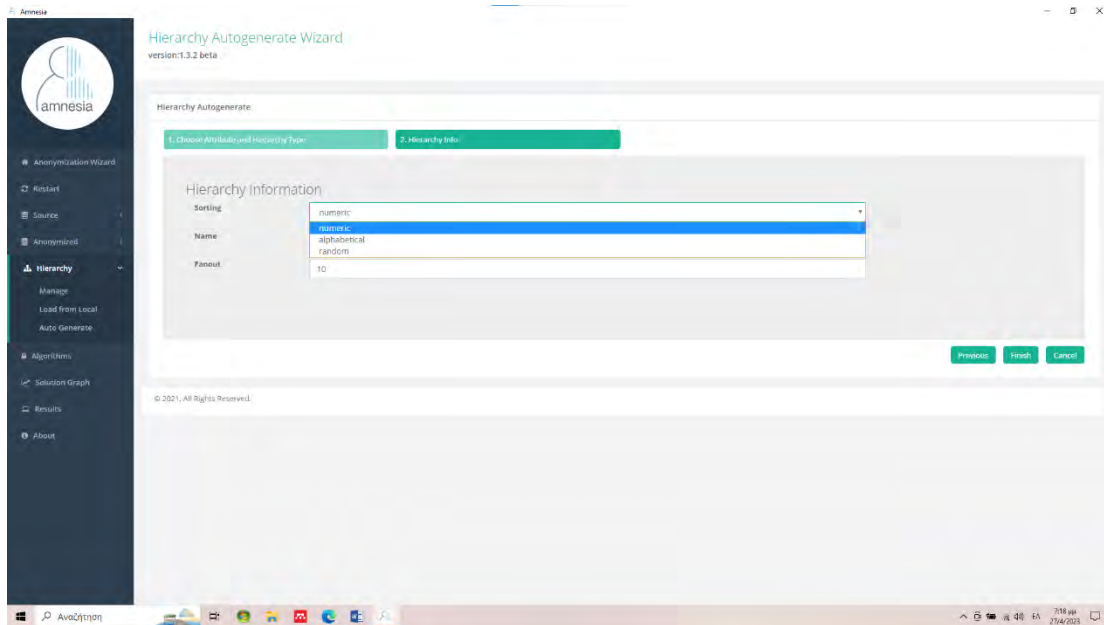 Amnesia
Hierarchy Autogenerate Wizard
version:1.3.2 beta
amnesia
Hierarchy Autogenerate
1. Choose Attribute and Hierarchy Type
2. Hierarchy Info
Anonymization Wizard
Restart
Source
Anonymized
Hierarchy
Manage
Load from Local
Auto Generate
Algorithms
Solution Graph
Results
About
Hierarchy Information
Sorting
numeric
numeric
alphabetical
random
Name
Fanout
10
Previous
Finish
Cancel
© 2021, All Rights Reserved.
Αναζήτηση
7:18 μμ
27/4/2023